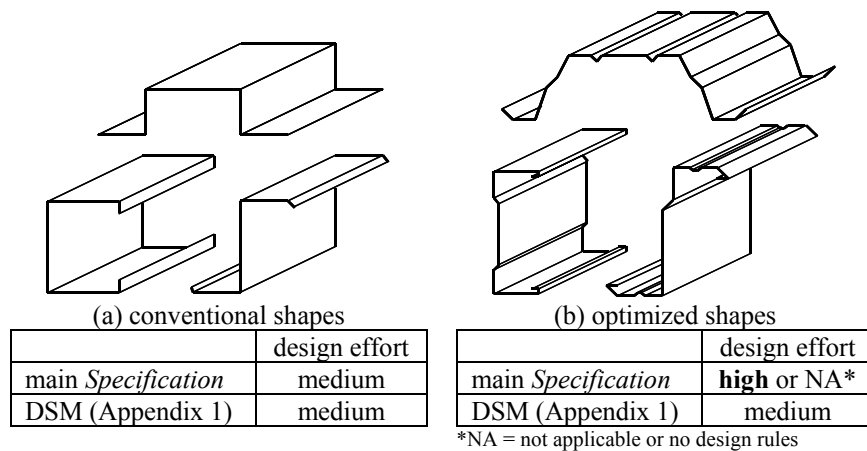 (a) conventional shapes
design effort
main Specification medium
DSM (Appendix 1) medium
(b) optimized shapes
design effort
main Specification high or NA*
DSM (Appendix 1) medium
*NA = not applicable or no design rules